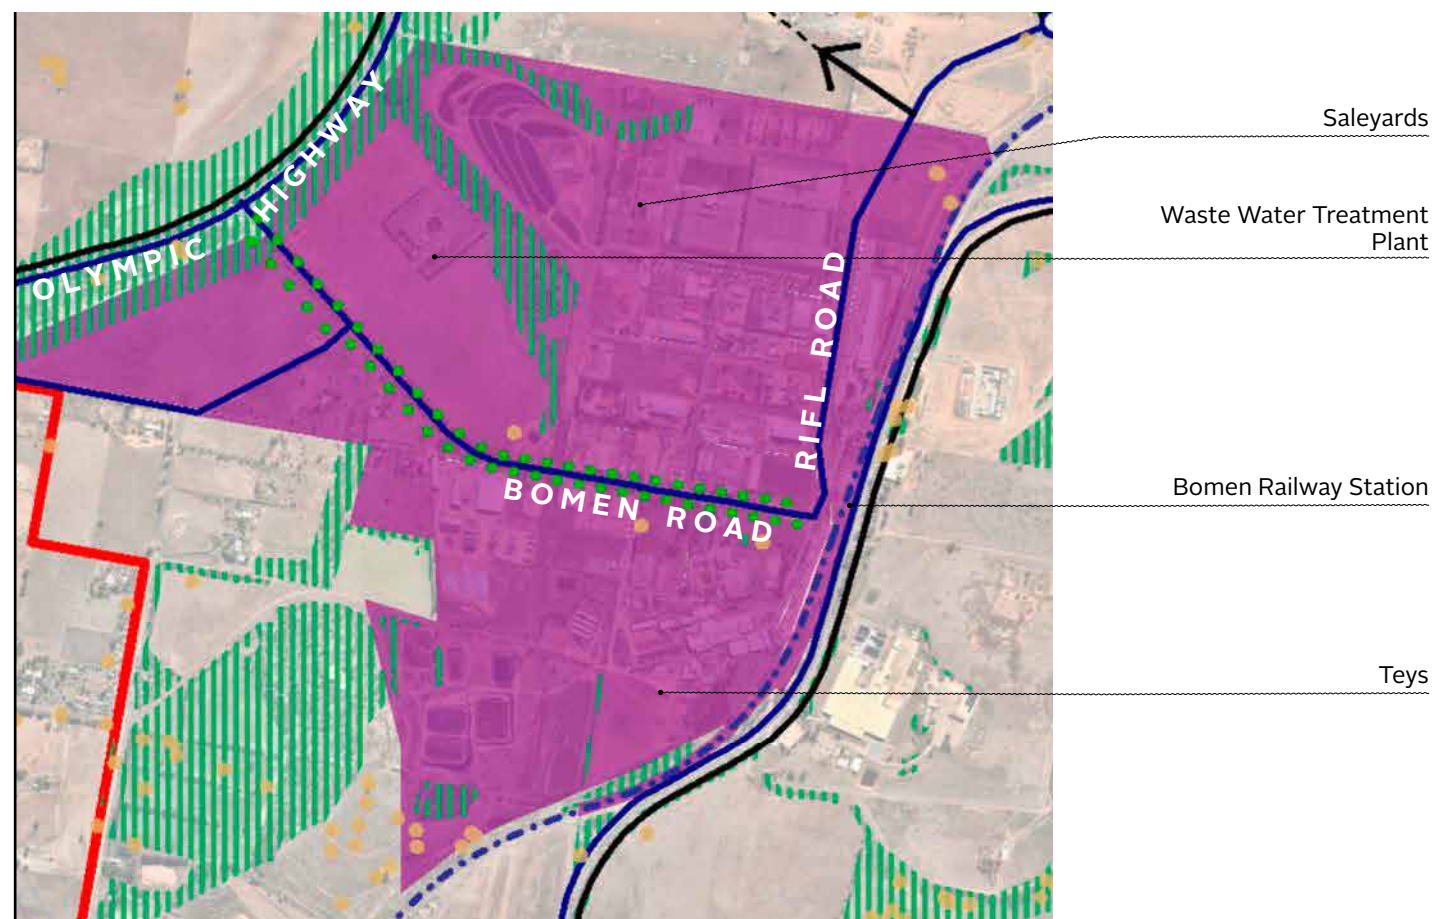 Saleyards
Waste Water Treatment
Plant
OLYMPIC HIGHWAY
RIFL ROAD
BOMEN ROAD
Bomen Railway Station
Teys